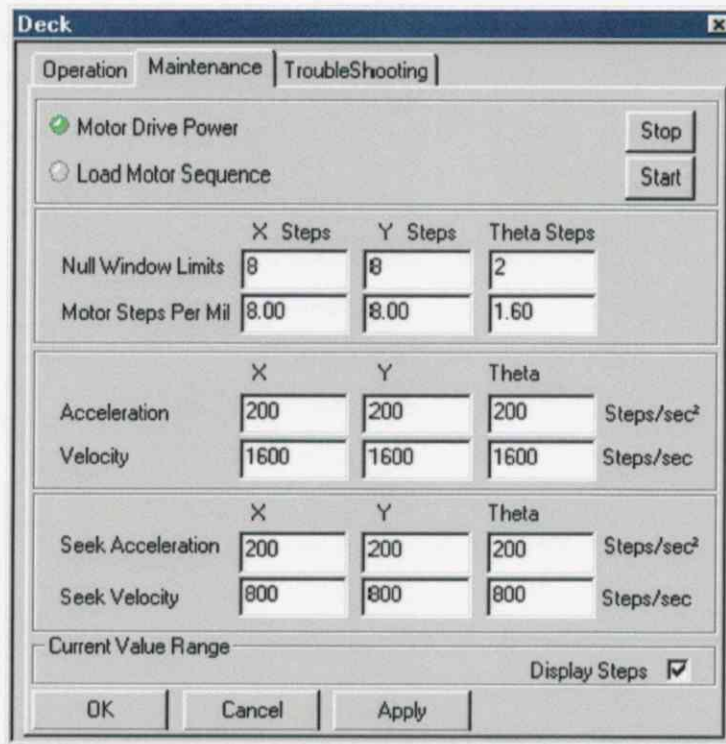 Deck
Operation Maintenance TroubleShooting
Motor Drive Power Stop
Load Motor Sequence Start
X Steps Y Steps Theta Steps
Null Window Limits 8 8 2
Motor Steps Per Mil 8.00 8.00 1.60
X Y Theta
Acceleration 200 200 200 Steps/sec²
Velocity 1600 1600 1600 Steps/sec
X Y Theta
Seek Acceleration 200 200 200 Steps/sec²
Seek Velocity 800 800 800 Steps/sec
Current Value Range
Display Steps
OK Cancel Apply